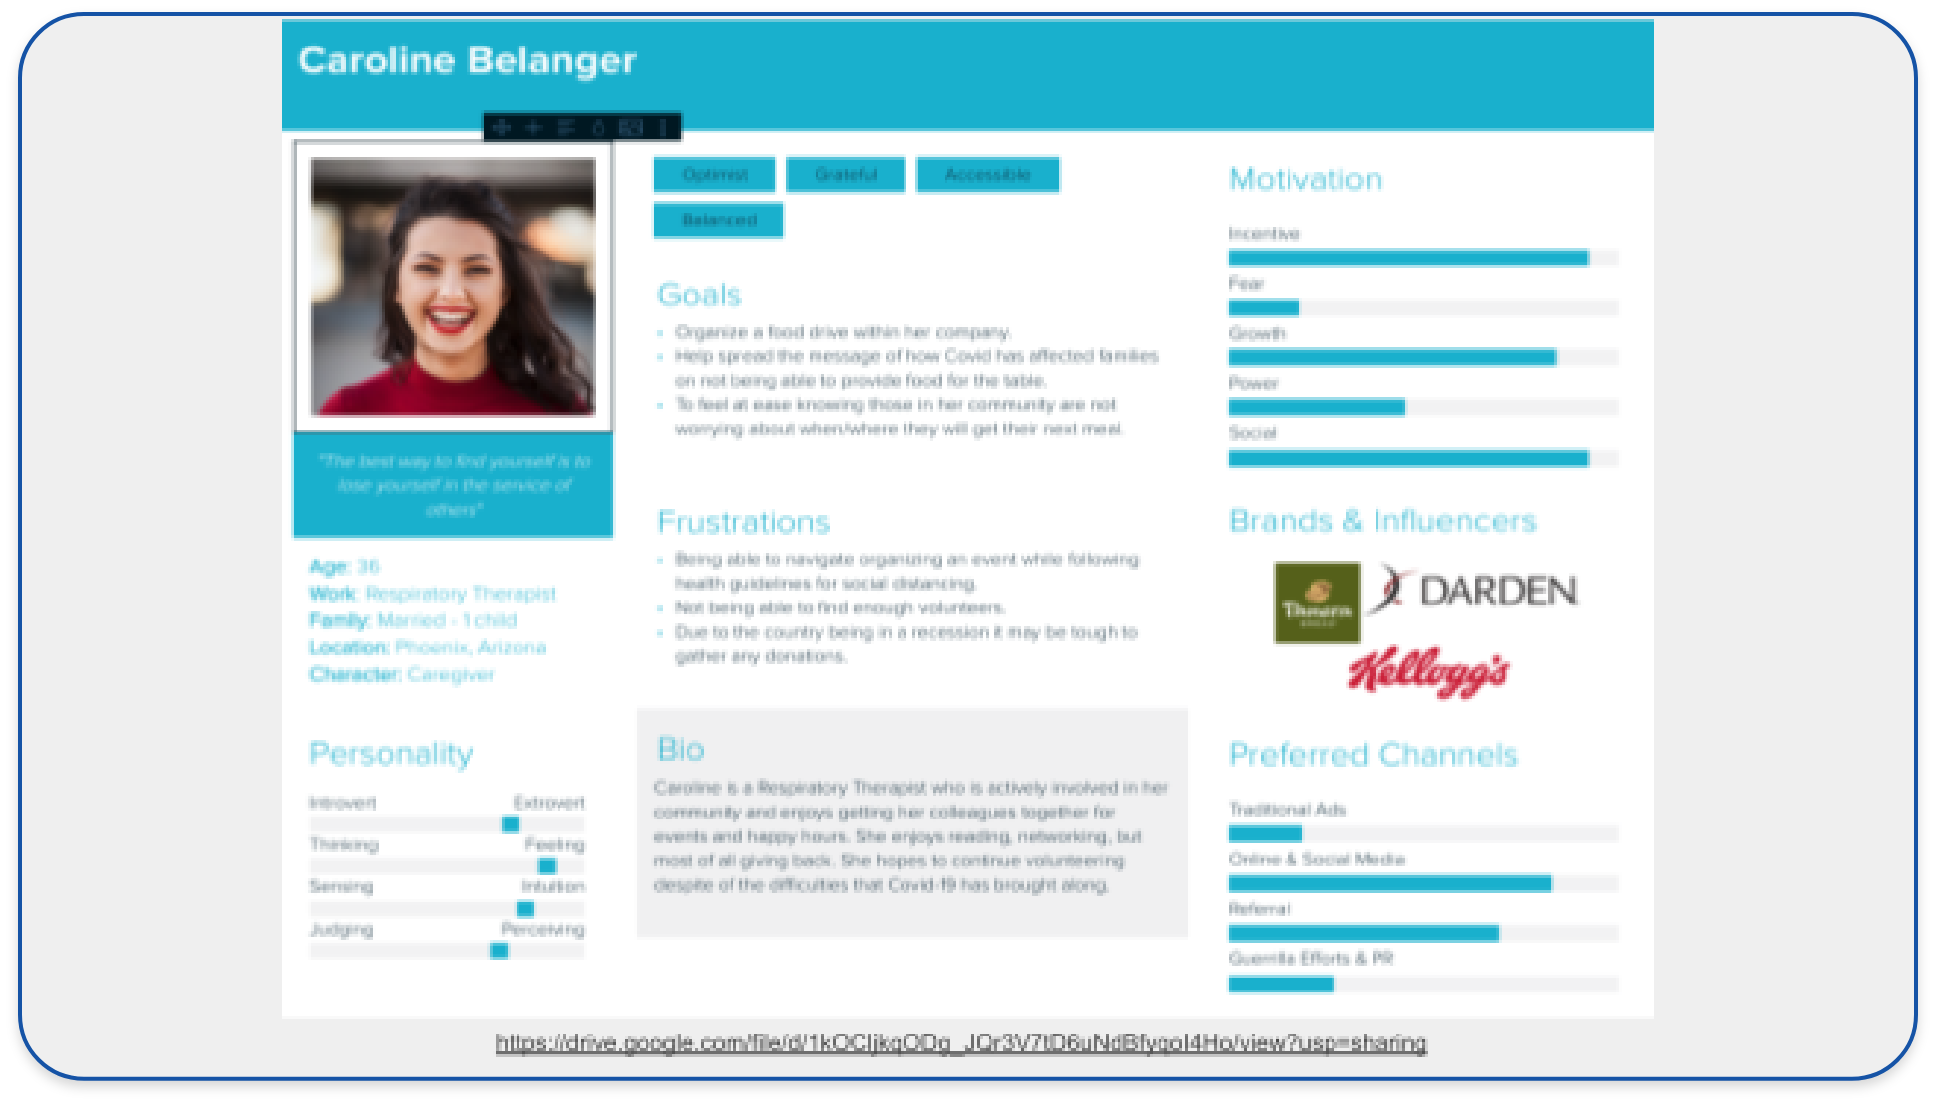 Caroline Belanger
"The best way to find yourself is to
lose yourself in the service of
others"
Age: 36
Work: Respiratory Therapist
Family: Married - 1 child
Location: Phoenix, Arizona
Character: Caregiver
Personality
Introvert Extrovert
Thinking Feeling
Sensing Intuition
Judging Perceiving
Optimist Grateful Accessible
Balanced
Goals
Organize a food drive within her company.
Help spread the message of how Covid has affected families
on not being able to provide food for the table.
To feel at ease knowing those in her community are not
worrying about when/where they will get their next meal.
Frustrations
Being able to navigate organizing an event while following
health guidelines for social distancing.
Not being able to find enough volunteers.
Due to the country being in a recession it may be tough to
gather any donations.
Bio
Caroline is a Respiratory Therapist who is actively involved in her
community and enjoys getting her colleagues together for
events and happy hours. She enjoys reading, networking, but
most of all giving back. She hopes to continue volunteering
despite of the difficulties that Covid-19 has brought along.
Motivation
Incentive
Fear
Growth
Power
Social
Brands & Influencers
DARDEN
Kellogg's
Preferred Channels
Traditional Ads
Online & Social Media
Referral
Guerrilla Efforts & PR